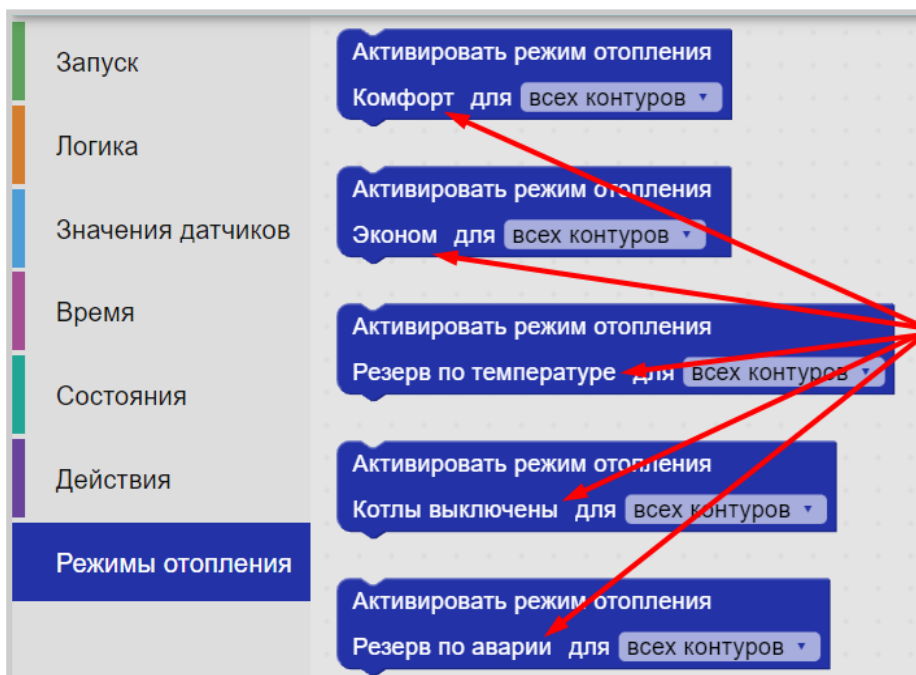 Запуск
Логика
Значения датчиков
Время
Состояния
Действия
Режимы отопления
Активировать режим отопления
Комфорт для всех контуров
Активировать режим отопления
Эконом для всех контуров
Активировать режим отопления
Резерв по температуре для всех контуров
Активировать режим отопления
Котлы выключены для всех контуров
Активировать режим отопления
Резерв по аварии для всех контуров